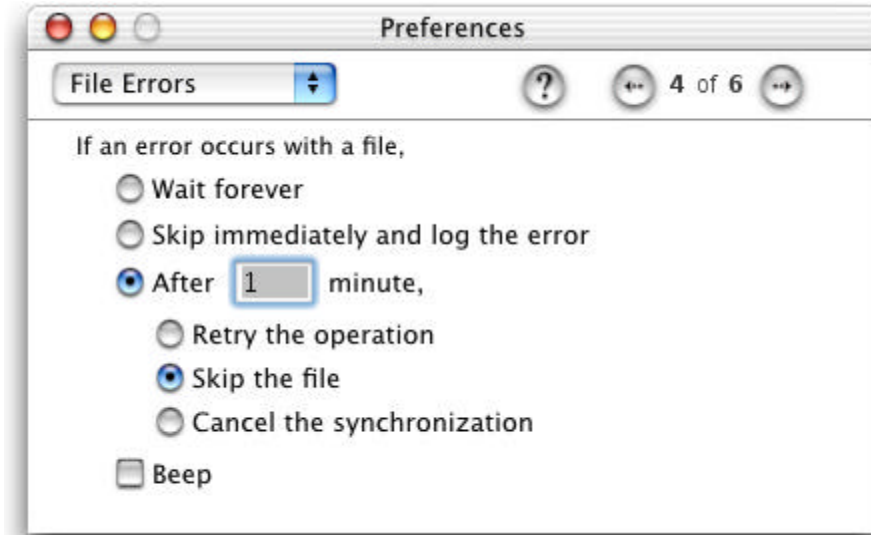 Preferences
File Errors ? 4 of 6
If an error occurs with a file,
Wait forever
Skip immediately and log the error
After 1 minute,
Retry the operation
Skip the file
Cancel the synchronization
Beep